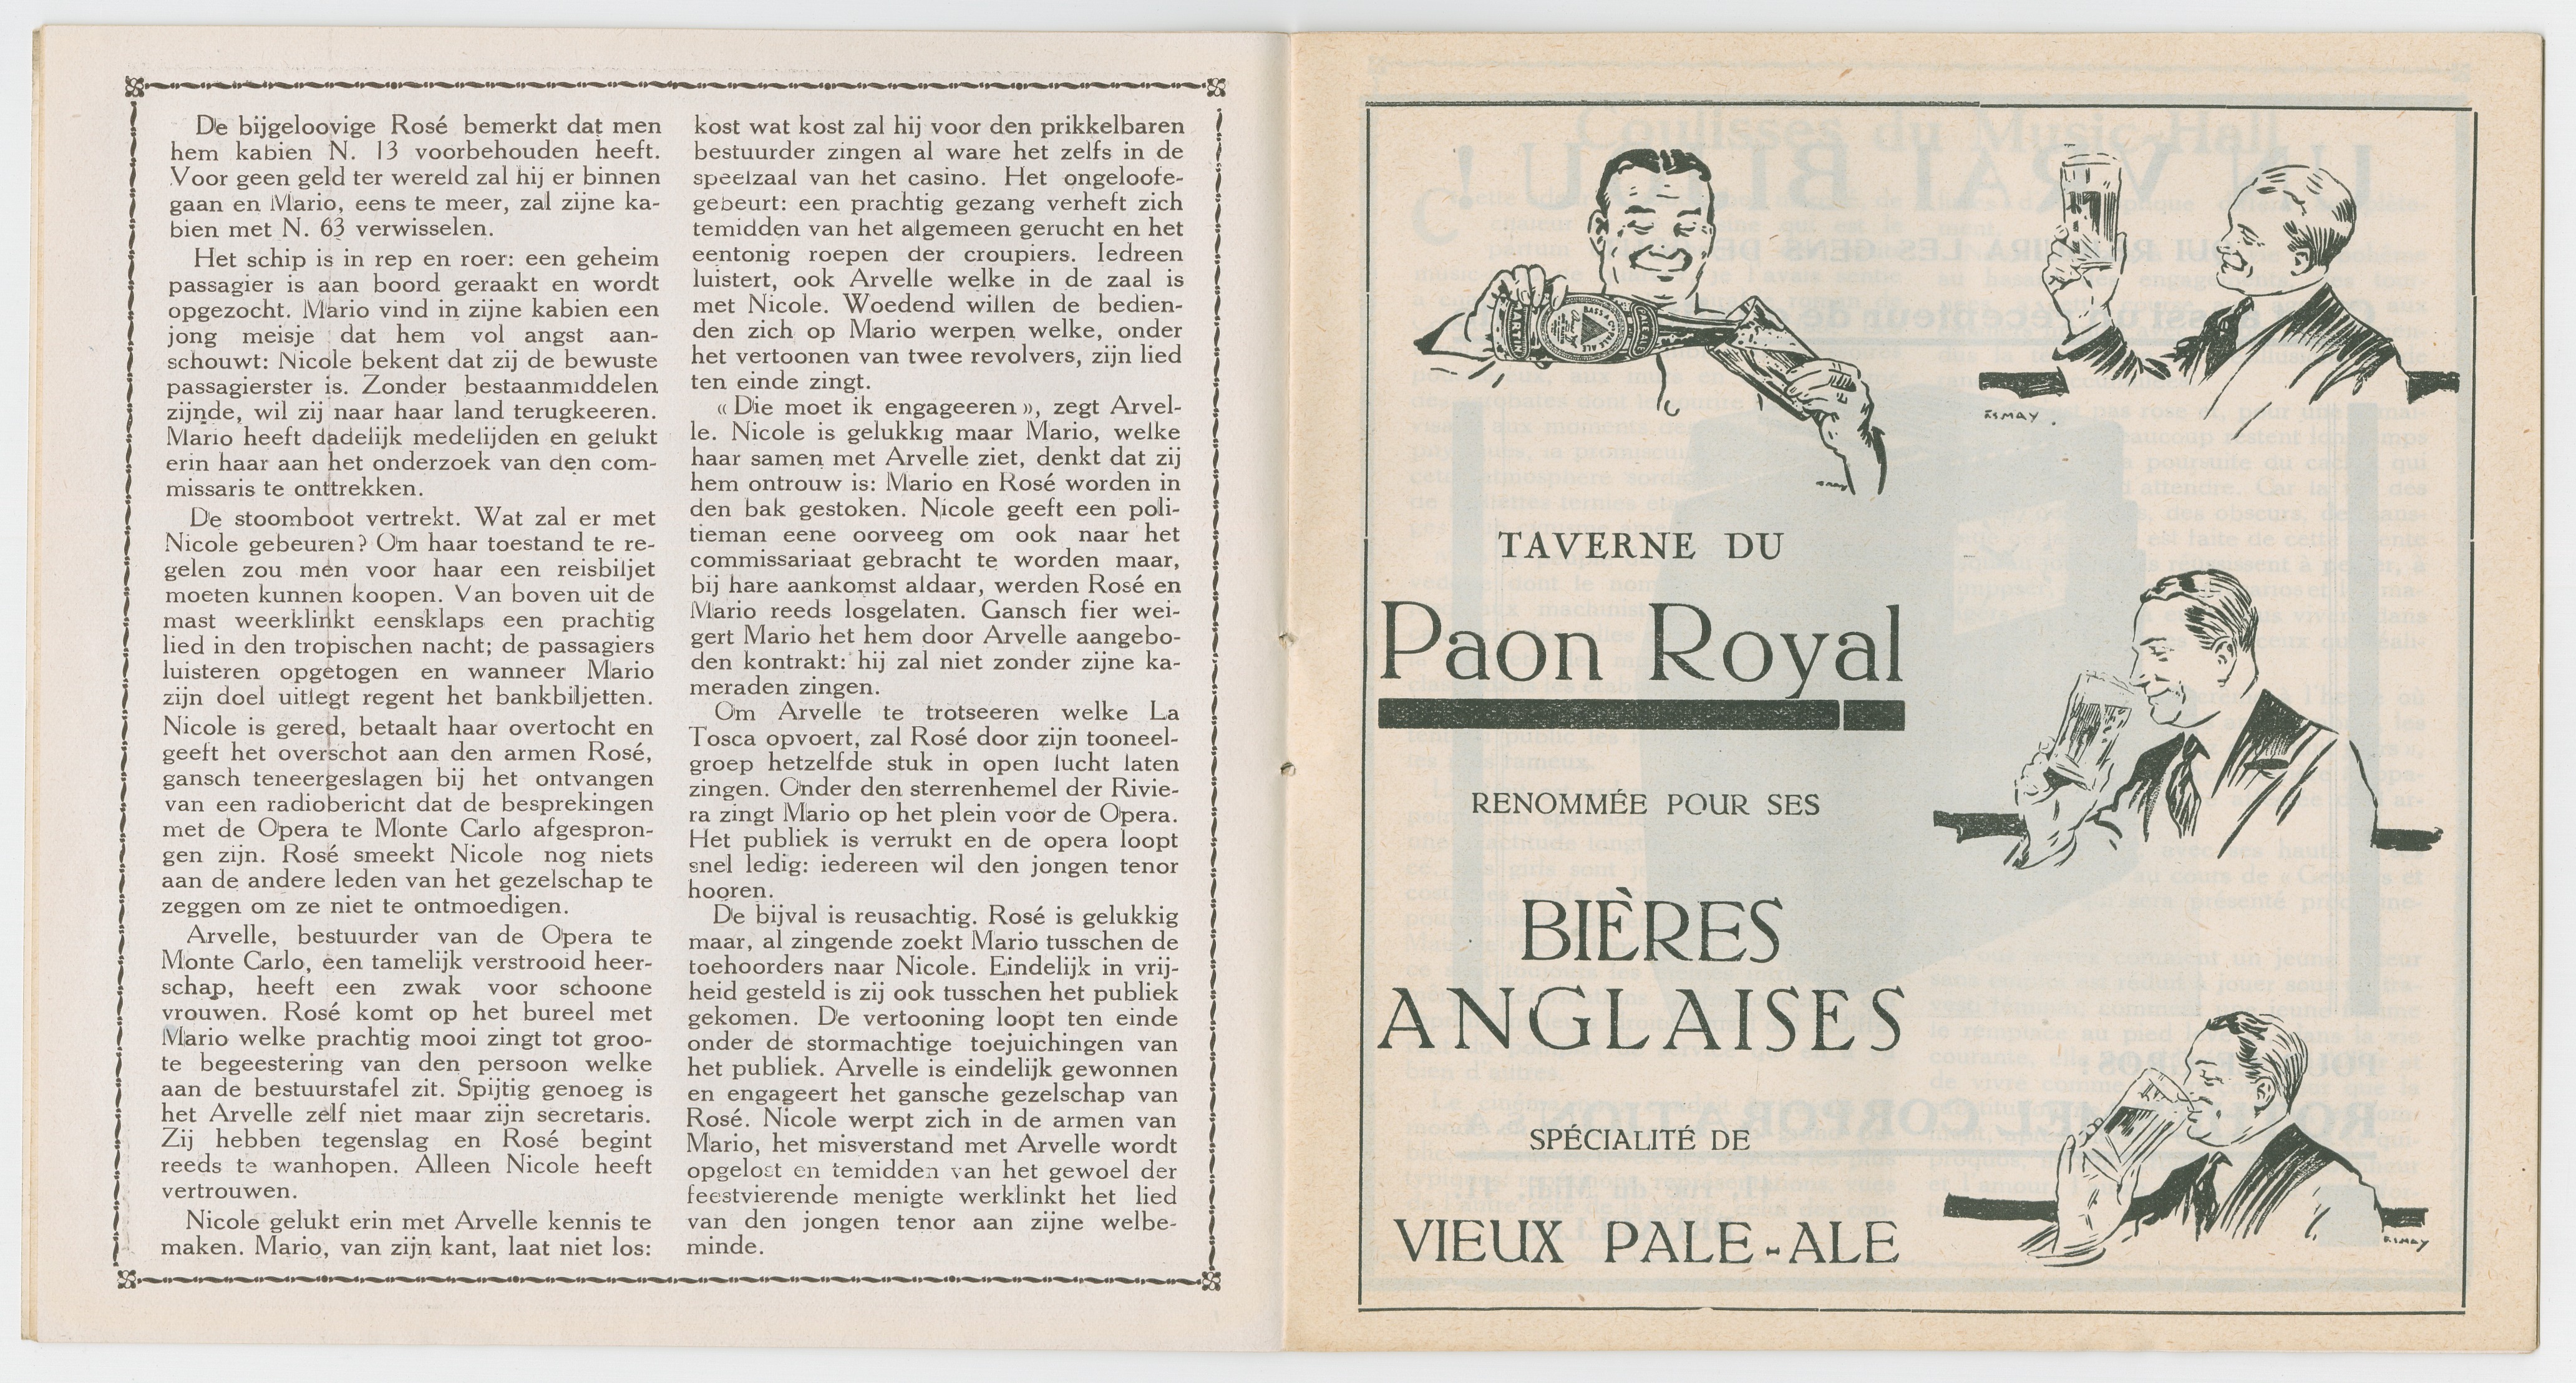 De bijgeloovige Rosé bemerkt dat men
hem kabien N. 13 voorbehouden heeft.
Voor geen geld ter wereld zal hij er binnen
gaan en Mario, eens te meer, zal zijne ka-
bien met N. 63 verwisselen.
Het schip is in rep en roer: een geheim
passagier is aan boord geraakt en wordt
opgezocht. Mario vind in zijne kabien een
jong meisje dat hem vol angst aan-
schouwt: Nicole bekent dat zij de bewuste
passagierster is. Zonder bestaanmiddelen
zijnde, wil zij naar haar land terugkeeren.
Mario heeft dadelijk medelijden en gelukt
erin haar aan het onderzoek van den com-
missaris te onttrekken.
De stoomboot vertrekt. Wat zal er met
Nicole gebeuren? Om haar toestand te re-
gelen zou men voor haar een reisbiljet
moeten kunnen koopen. Van boven uit de
mast weerklinkt eensklaps een prachtig
lied in den tropischen nacht; de passagiers
luisteren opgetogen en wanneer Mario
zijn doel uitlegt regent het bankbiljetten.
Nicole is gered, betaalt haar overtocht en
geeft het overschot aan den armen Rosé,
gansch teneergeslagen bij het ontvangen
van een radiobericht dat de besprekingen
met de Opera te Monte Carlo afgespron-
gen zijn. Rosé smeekt Nicole nog niets
aan de andere leden van het gezelschap te
zeggen om ze niet te ontmoedigen.
Arvelle, bestuurder van de Opera te
Monte Carlo, een tamelijk verstrooid heer-
schap, heeft een zwak voor schoone
vrouwen. Rosé komt op het bureel met
Mario welke prachtig mooi zingt tot groo-
te begeestering van den persoon welke
aan de bestuurstafel zit. Spijtig genoeg is
het Arvelle zelf niet maar zijn secretaris.
Zij hebben tegenslag en Rosé begint
reeds te wanhopen. Alleen Nicole heeft
vertrouwen.
Nicole gelukt erin met Arvelle kennis te
maken. Mario, van zijn kant, laat niet los:
kost wat kost zal hij voor den prikkelbaren
bestuurder zingen al ware het zelfs in de
speelzaal van het casino. Het ongeloofe-
gebeurt: een prachtig gezang verheft zich
temidden van het algemeen gerucht en het
eentonig roepen der croupiers. Iedreen
luistert, ook Arvelle welke in de zaal is
met Nicole. Woedend willen de bedien-
den zich op Mario werpen welke, onder
het vertoonen van twee revolvers, zijn lied
ten einde zingt.
« Die moet ik engageeren », zegt Arvel-
le. Nicole is gelukkig maar Mario, welke
haar samen met Arvelle ziet, denkt dat zij
hem ontrouw is: Mario en Rosé worden in
den bak gestoken. Nicole geeft een poli-
tieman eene oorveeg om ook naar het
commissariaat gebracht te worden maar,
bij hare aankomst aldaar, werden Rosé en
Mario reeds losgelaten. Gansch fier wei-
gert Mario het hem door Arvelle aangebo-
den kontrakt: hij zal niet zonder zijne ka-
meraden zingen.
Om Arvelle te trotseeren welke La
Tosca opvoert, zal Rosé door zijn tooneel-
groep hetzelfde stuk in open lucht laten
zingen. Onder den sterrenhemel der Rivie-
ra zingt Mario op het plein voor de Opera.
Het publiek is verrukt en de opera loopt
snel ledig: iedereen wil den jongen tenor
hooren.
De bijval is reusachtig. Rosé is gelukkig
maar, al zingende zoekt Mario tusschen de
toehoorders naar Nicole. Eindelijk in vrij-
heid gesteld is zij ook tusschen het publiek
gekomen. De vertooning loopt ten einde
onder de stormachtige toejuichingen van
het publiek. Arvelle is eindelijk gewonnen
en engageert het gansche gezelschap van
Rosé. Nicole werpt zich in de armen van
Mario, het misverstand met Arvelle wordt
opgelost en temidden van het gewoel der
feestvierende menigte werklinkt het lied
van den jongen tenor aan zijne welbe-
minde.
TAVERNE DU
Paon Royal
RENOMMÉE POUR SES
BIÈRES
ANGLAISES
SPÉCIALITÉ DE
VIEUX PALE-ALE